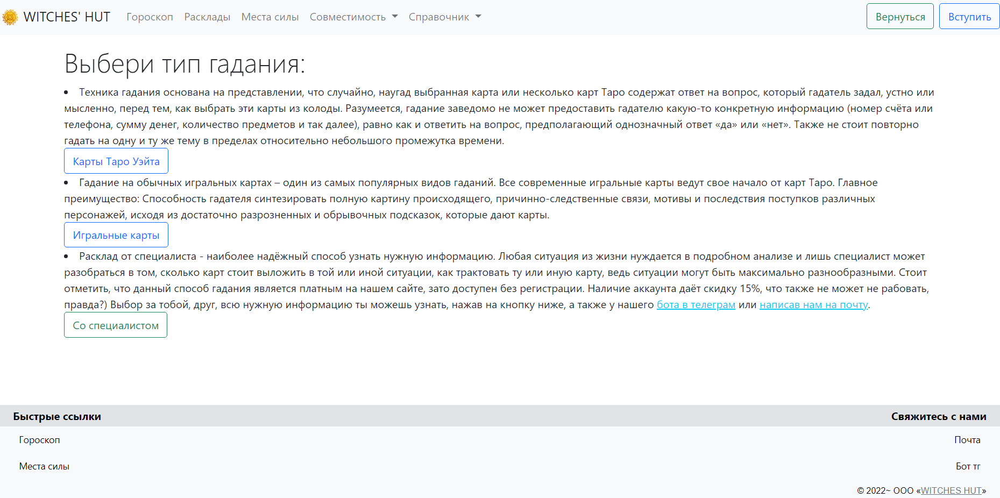 WITCHES' HUT Гороскоп Расклады Места силы Совместимость Справочник Вернуться Вступить
Выбери тип гадания:
• Техника гадания основана на представлении, что случайно, наугад выбранная карта или несколько карт Таро содержат ответ на вопрос, который гадатель задал, устно или
мысленно, перед тем, как выбрать эти карты из колоды. Разумеется, гадание заведомо не может предоставить гадателю какую-то конкретную информацию (номер счёта или
телефона, сумму денег, количество предметов и так далее), равно как и ответить на вопрос, предполагающий однозначный ответ «да» или «нет». Также не стоит повторно
гадать на одну и ту же тему в пределах относительно небольшого промежутка времени.
Карты Таро Уэйта
• Гадание на обычных игральных картах – один из самых популярных видов гаданий. Все современные игральные карты ведут свое начало от карт Таро. Главное
преимущество: Способность гадателя синтезировать полную картину происходящего, причинно-следственные связи, мотивы и последствия поступков различных
персонажей, исходя из достаточно разрозненных и обрывочных подсказок, которые дают карты.
Игральные карты
• Расклад от специалиста - наиболее надёжный способ узнать нужную информацию. Любая ситуация из жизни нуждается в подробном анализе и лишь специалист может
разобраться в том, сколько карт стоит выложить в той или иной ситуации, как трактовать ту или иную карту, ведь ситуации могут быть максимально разнообразными. Стоит
отметить, что данный способ гадания является платным на нашем сайте, зато доступен без регистрации. Наличие аккаунта даёт скидку 15%, что также не может не рабовать,
правда?) Выбор за тобой, друг, всю нужную информацию ты можешь узнать, нажав на кнопку ниже, а также у нашего бота в телеграм или написав нам на почту.
Со специалистом
Быстрые ссылки Свяжитесь с нами
Гороскоп Почта
Места силы Бот тг
© 2022~ ООО «WITCHES HUT»